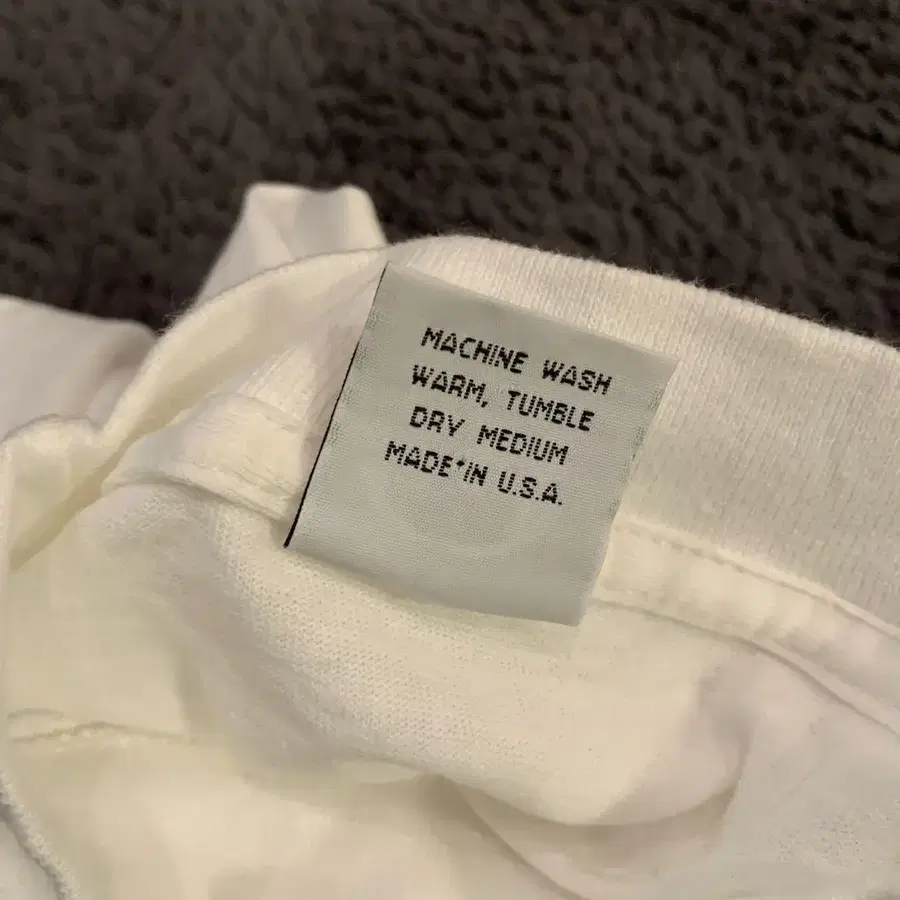 MACHINE WASH
WARM, TUMBLE
DRY MEDIUM
MADE IN U.S.A.